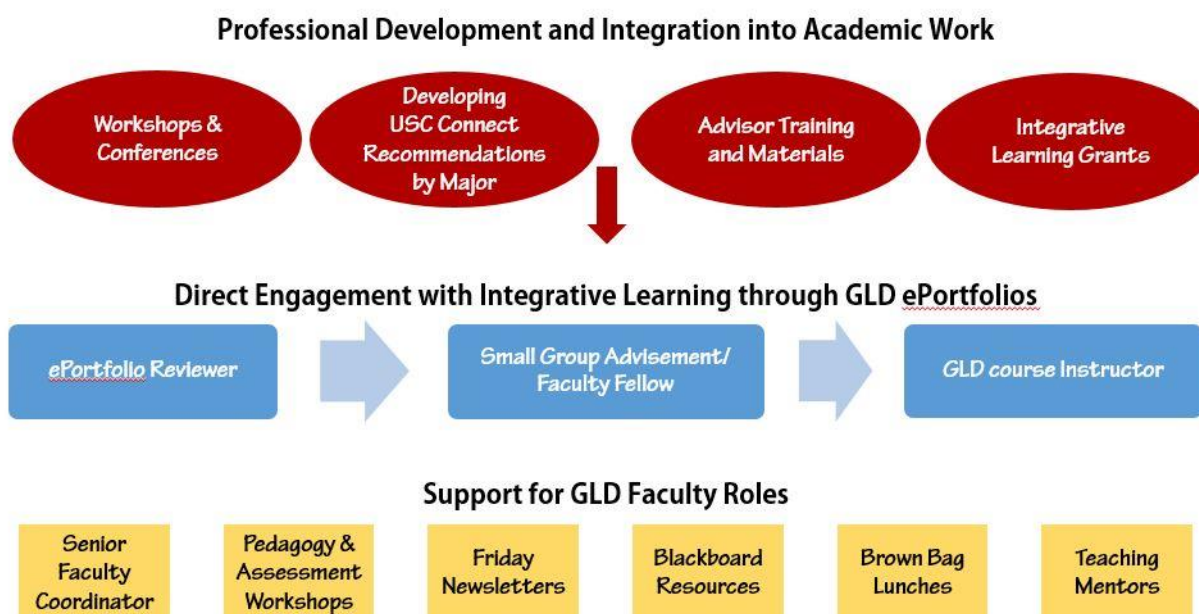 Professional Development and Integration into Academic Work
Workshops &
Conferences
Developing
USC Connect
Recommendations
by Major
Advisor Training
and Materials
Integrative
Learning Grants
Direct Engagement with Integrative Learning through GLD ePortfolios
ePortfolio Reviewer
Small Group Advisement/
Faculty Fellow
GLD course Instructor
Support for GLD Faculty Roles
Senior
Faculty
Coordinator
Pedagogy &
Assessment
Workshops
Friday
Newsletters
Blackboard
Resources
Brown Bag
Lunches
Teaching
Mentors